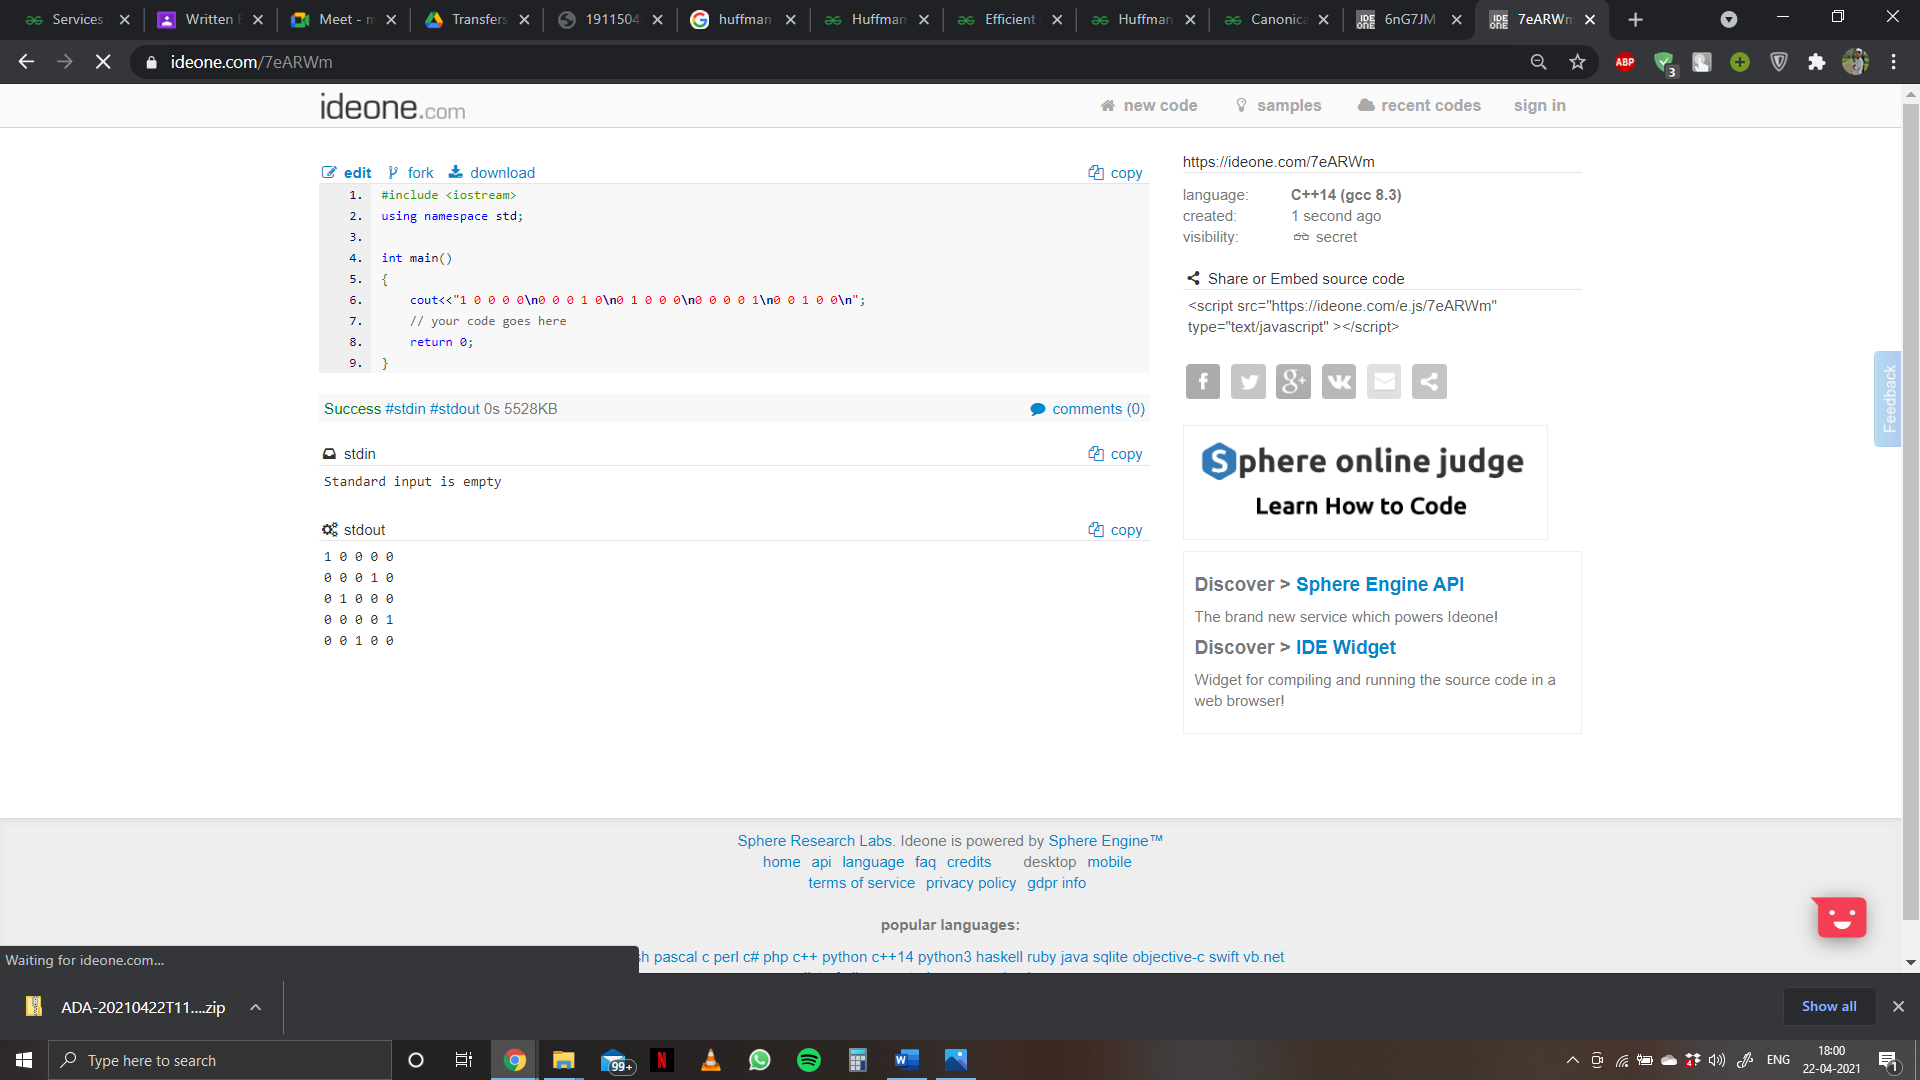 Services
Written E
Meet - m
Transfers
1911504
huffman
Huffman
Efficient
Huffman
Canonica
6nG7JM
7eARWm
ideone.com/7eARWm
ABP
3
ideone.com
new code
samples
recent codes
sign in
edit
fork
download
copy
1. #include <iostream>
2. using namespace std;
3.
4. int main()
5. {
6. cout<<"1 0 0 0 0\n0 0 0 1 0\n0 1 0 0 0\n0 0 0 0 1\n0 0 1 0 0\n";
7. // your code goes here
8. return 0;
9. }
Success #stdin #stdout 0s 5528KB
comments (0)
stdin
copy
Standard input is empty
stdout
copy
1 0 0 0 0
0 0 0 1 0
0 1 0 0 0
0 0 0 0 1
0 0 1 0 0
https://ideone.com/7eARWm
language: C++14 (gcc 8.3)
created: 1 second ago
visibility: secret
Share or Embed source code
<script src="https://ideone.com/e.js/7eARWm"
type="text/javascript" ></script>
Feedback
Sphere online judge
Learn How to Code
Discover > Sphere Engine API
The brand new service which powers Ideone!
Discover > IDE Widget
Widget for compiling and running the source code in a
web browser!
Sphere Research Labs. Ideone is powered by Sphere Engine™
home api language faq credits desktop mobile
terms of service privacy policy gdpr info
popular languages:
pascal c perl c# php c++ python c++14 python3 haskell ruby java sqlite objective-c swift vb.net
Waiting for ideone.com...
ADA-20210422T11....zip
Show all
Type here to search
99+
ENG
18:00
22-04-2021
1